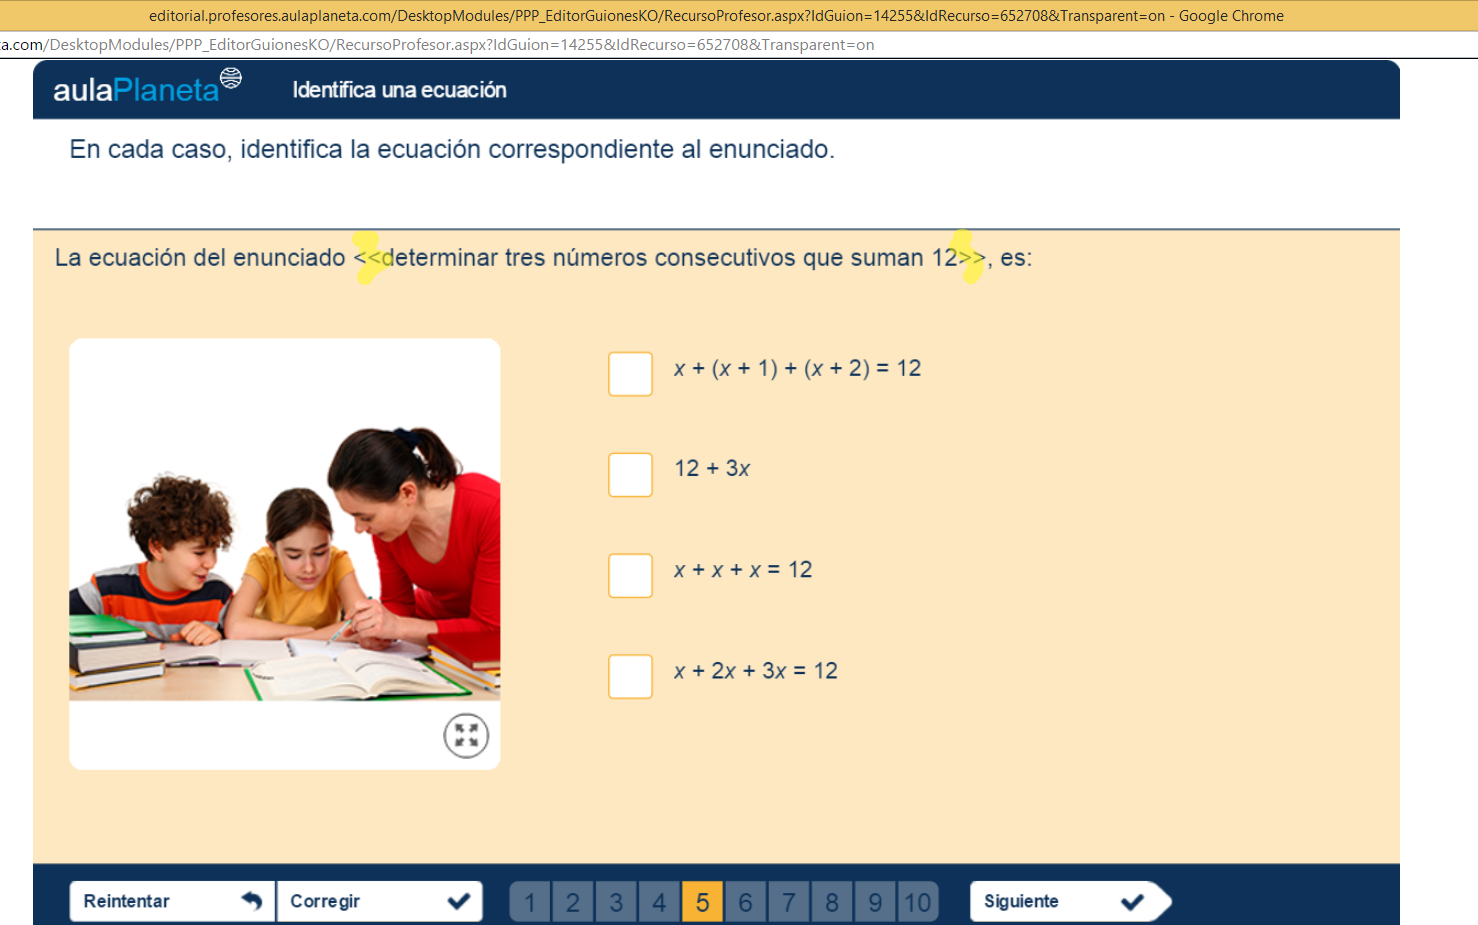 editorial.profesores.aulaplaneta.com/DesktopModules/PPP_EditorGuionesKO/RecursoProfesor.aspx?IdGuion=14255&IdRecurso=652708&Transparent=on - Google Chrome
a.com/DesktopModules/PPP_EditorGuionesKO/RecursoProfesor.aspx?IdGuion=14255&IdRecurso=652708&Transparent=on
aulaPlaneta Identifica una ecuación
En cada caso, identifica la ecuación correspondiente al enunciado.
La ecuación del enunciado <<determinar tres números consecutivos que suman 12>>, es:
x + (x + 1) + (x + 2) = 12
12 + 3x
x + x + x = 12
x + 2x + 3x = 12
Reintentar Corregir 1 2 3 4 5 6 7 8 9 10 Siguiente